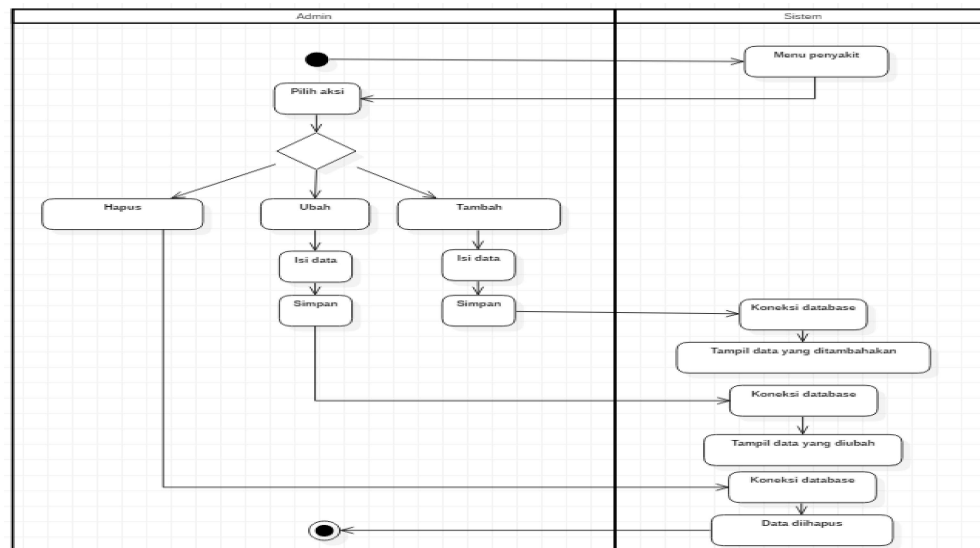 Admin
Sistem
Menu penyakit
Pilih aksi
Hapus
Ubah
Tambah
Isi data
Isi data
Simpan
Simpan
Koneksi database
Tampil data yang ditambahakan
Koneksi database
Tampil data yang diubah
Koneksi database
Data diihapus